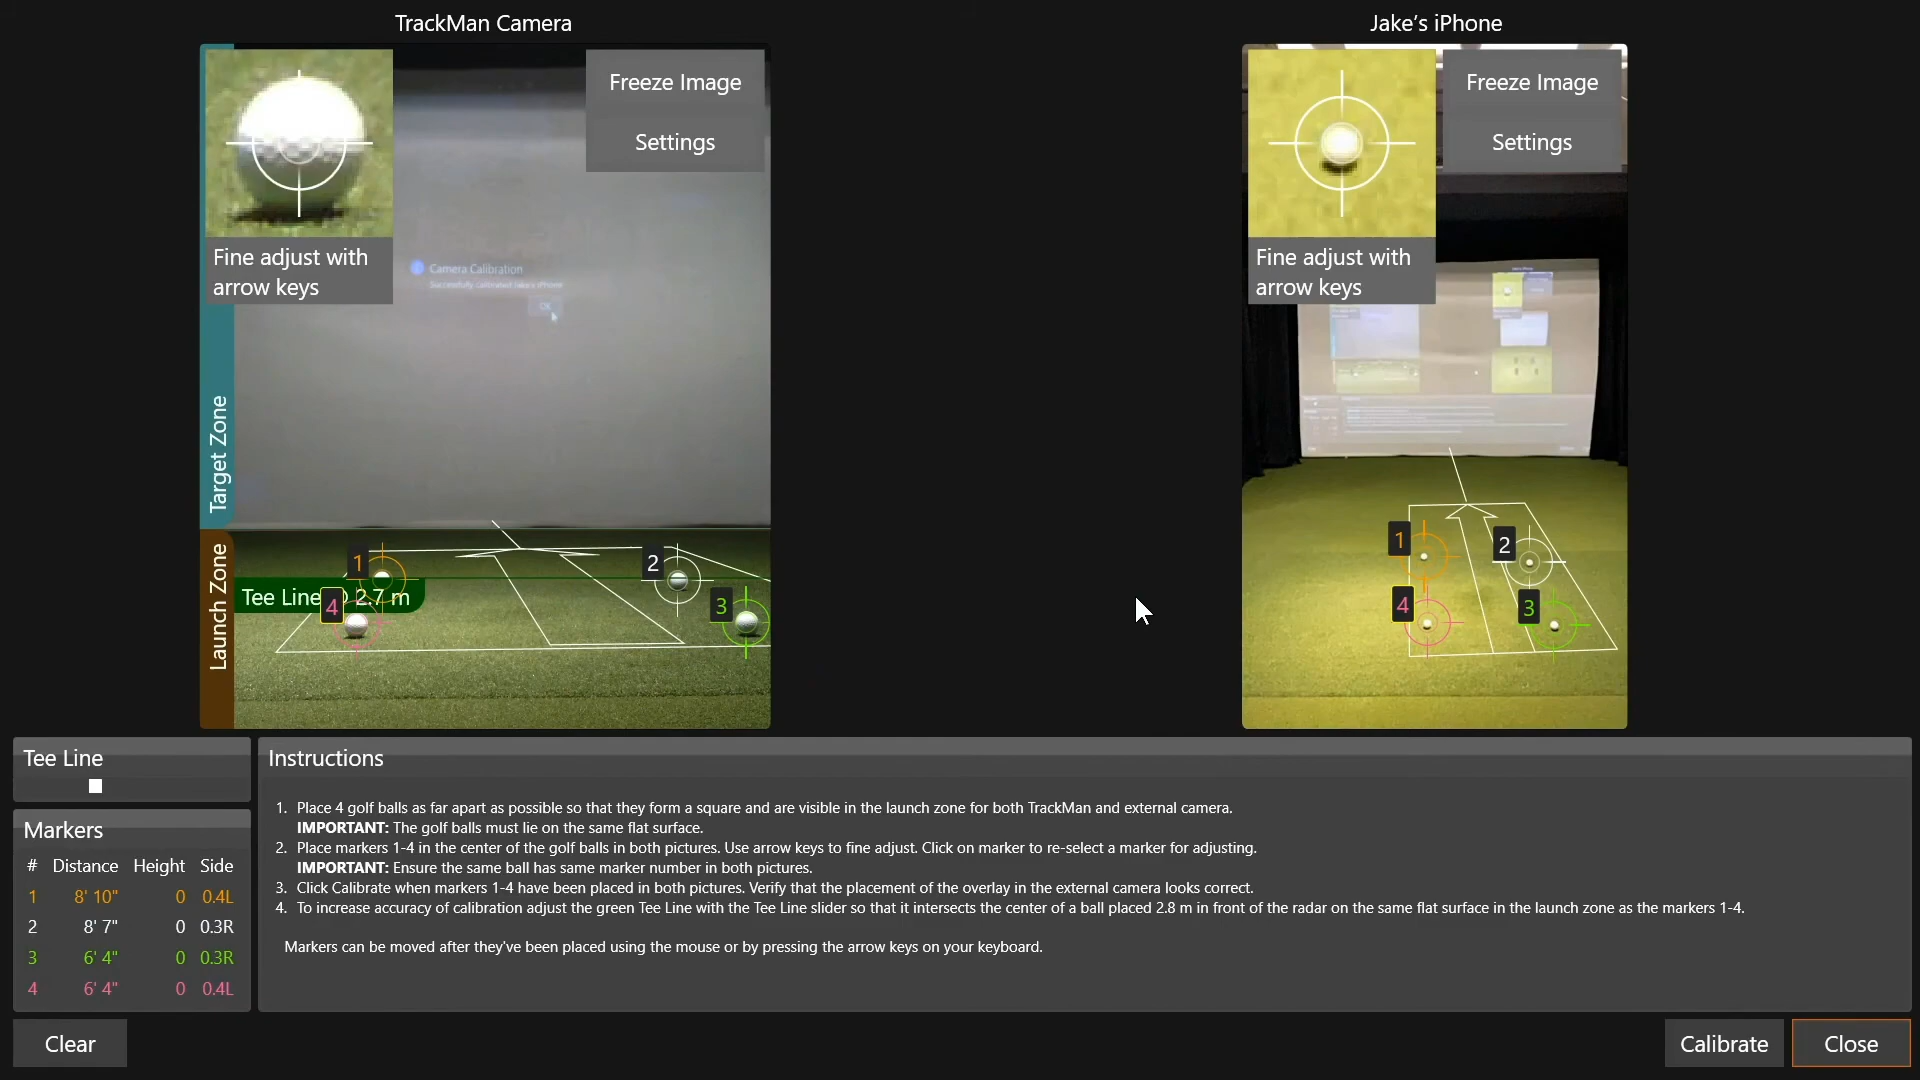 TrackMan Camera
Jake's iPhone
Freeze Image
Settings
Fine adjust with
arrow keys
Freeze Image
Settings
Fine adjust with
arrow keys
Camera Calibration
Successfully calibrated Jake's iPhone
OK
Target Zone
Launch Zone
1
2
3
4
Tee Line 2.7 m
1
2
3
4
Tee Line
Instructions
1. Place 4 golf balls as far apart as possible so that they form a square and are visible in the launch zone for both TrackMan and external camera.
IMPORTANT: The golf balls must lie on the same flat surface.
2. Place markers 1-4 in the center of the golf balls in both pictures. Use arrow keys to fine adjust. Click on marker to re-select a marker for adjusting.
IMPORTANT: Ensure the same ball has same marker number in both pictures.
3. Click Calibrate when markers 1-4 have been placed in both pictures. Verify that the placement of the overlay in the external camera looks correct.
4. To increase accuracy of calibration adjust the green Tee Line with the Tee Line slider so that it intersects the center of a ball placed 2.8 m in front of the radar on the same flat surface in the launch zone as the markers 1-4.
Markers can be moved after they've been placed using the mouse or by pressing the arrow keys on your keyboard.
Markers
# Distance Height Side
1 8' 10" 0 0.4L
2 8' 7" 0 0.3R
3 6' 4" 0 0.3R
4 6' 4" 0 0.4L
Clear
Calibrate
Close